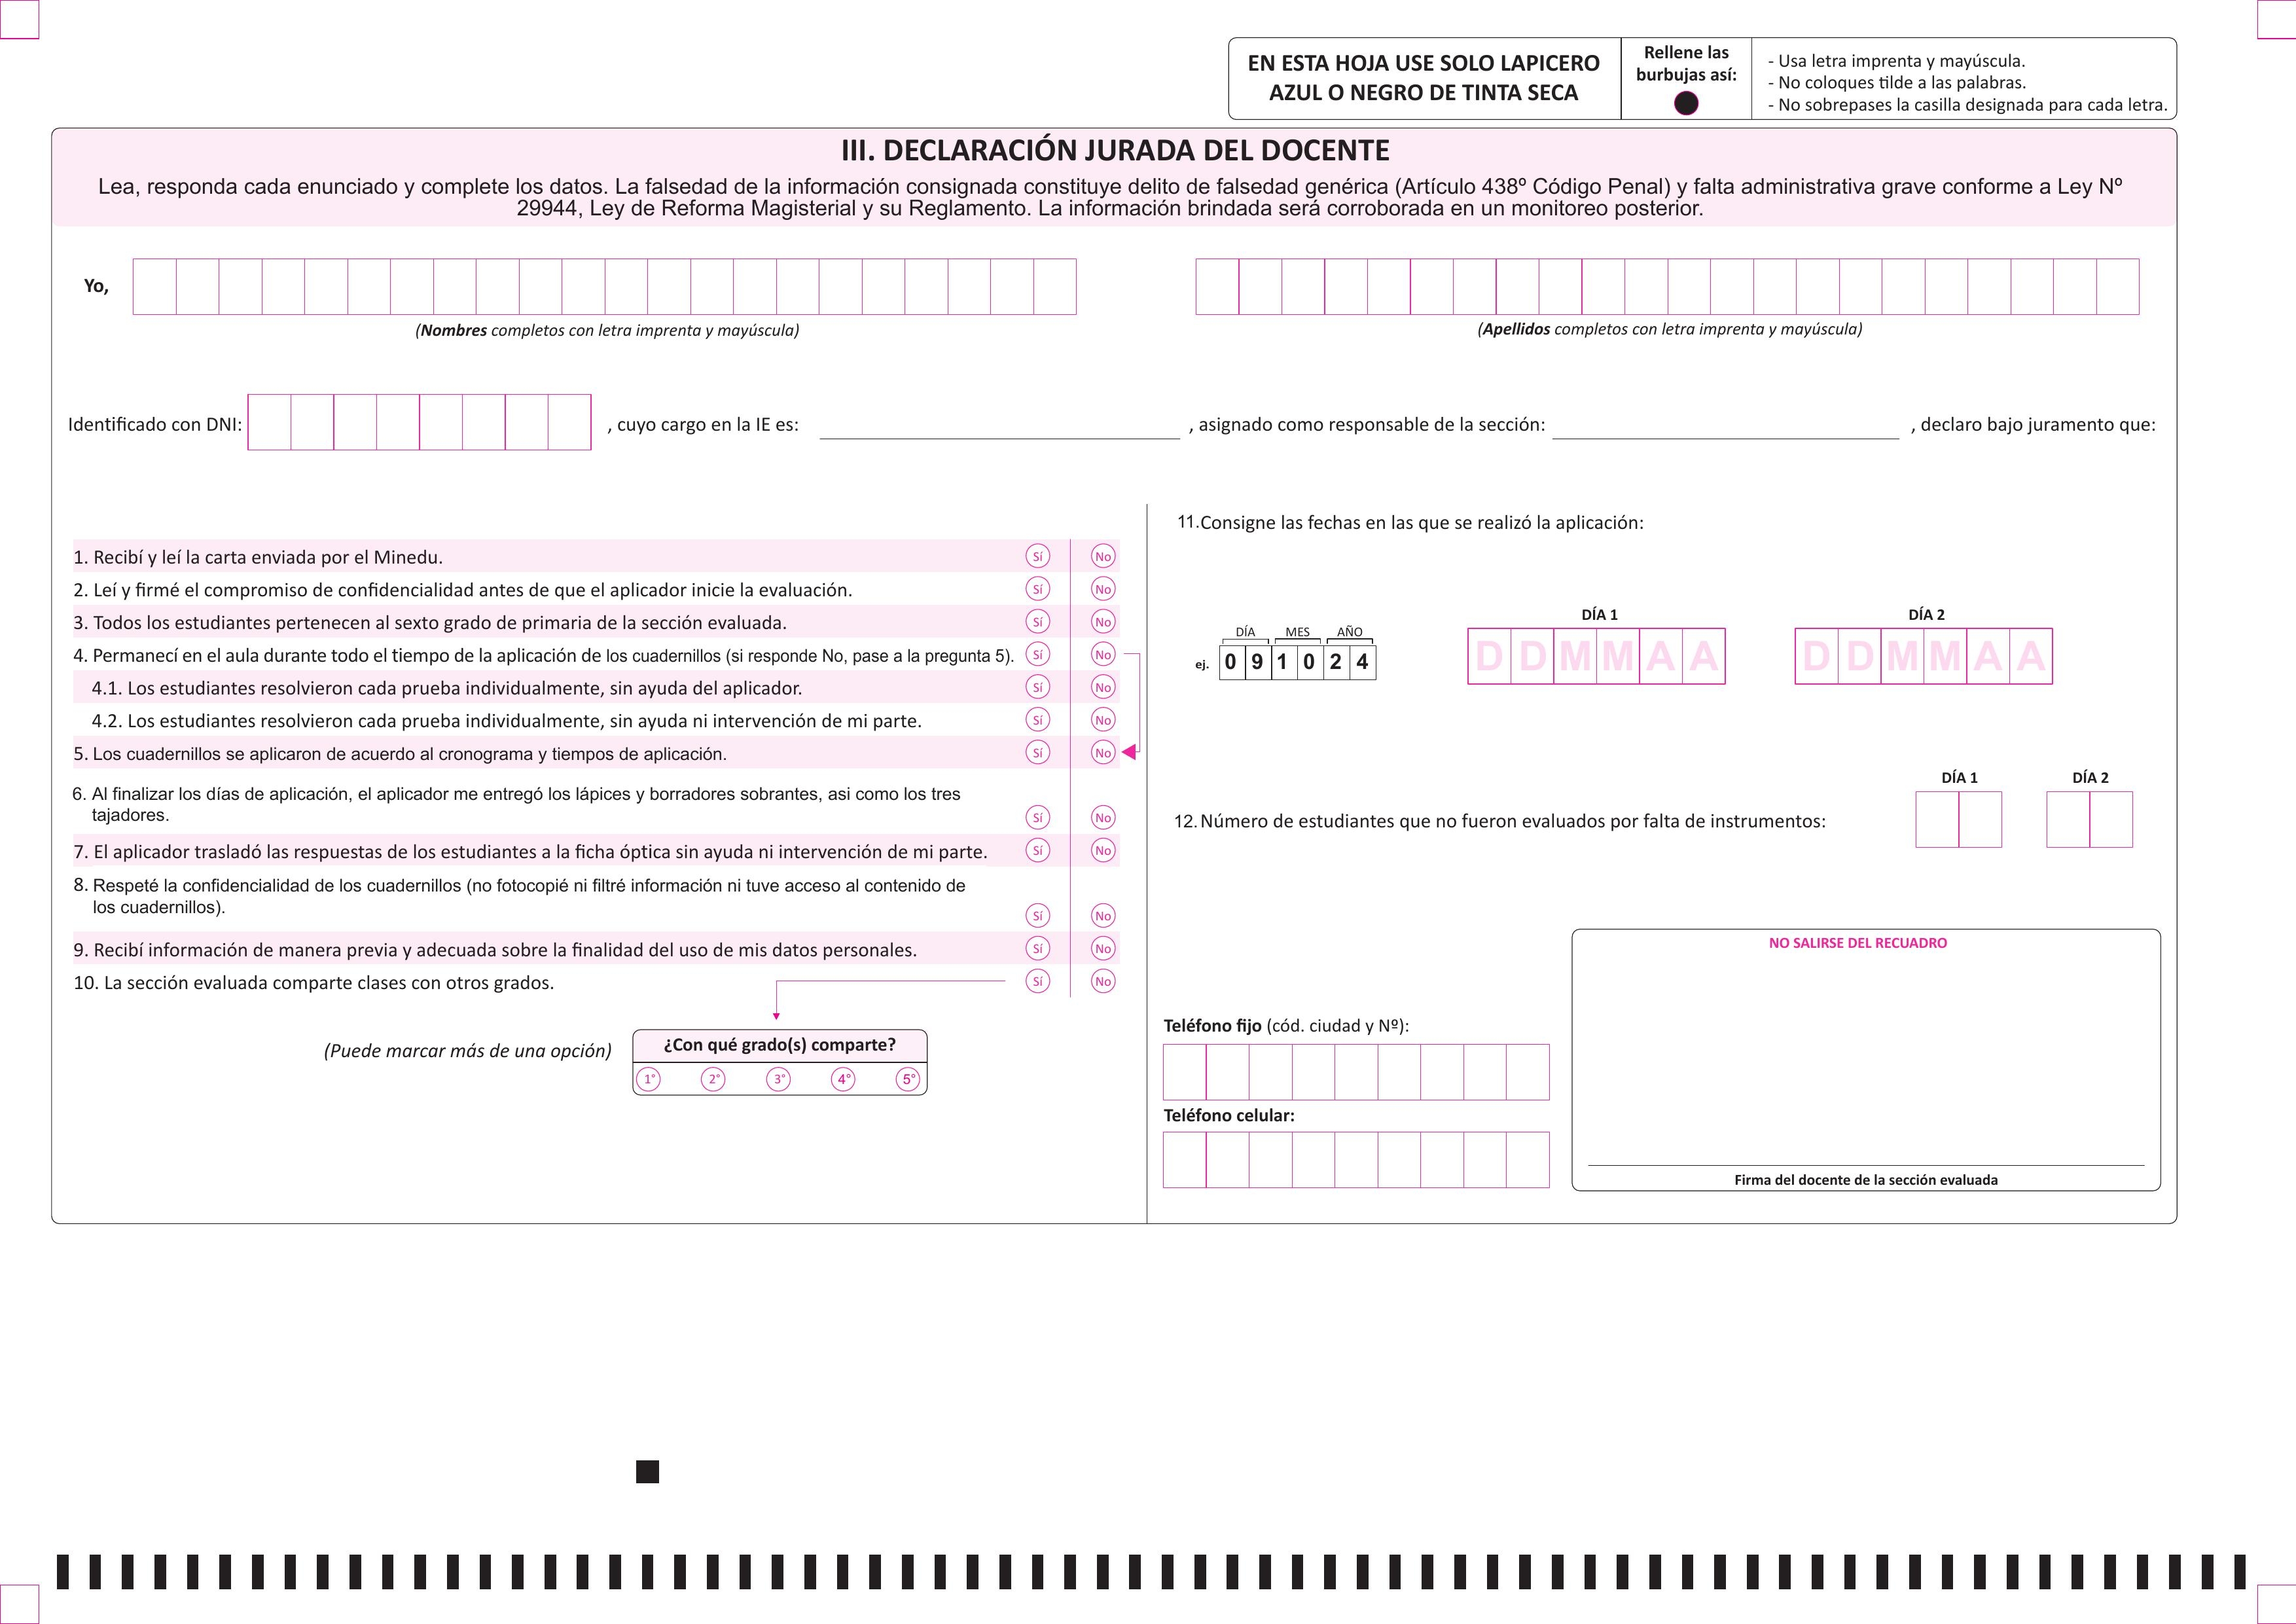 EN ESTA HOJA USE SOLO LAPICERO
AZUL O NEGRO DE TINTA SECA
Rellene las
burbujas así:
- Usa letra imprenta y mayúscula.
- No coloques tilde a las palabras.
- No sobrepases la casilla designada para cada letra.
III. DECLARACIÓN JURADA DEL DOCENTE
Lea, responda cada enunciado y complete los datos. La falsedad de la información consignada constituye delito de falsedad genérica (Artículo 438º Código Penal) y falta administrativa grave conforme a Ley Nº
29944, Ley de Reforma Magisterial y su Reglamento. La información brindada será corroborada en un monitoreo posterior.
Yo,
(Nombres completos con letra imprenta y mayúscula)
(Apellidos completos con letra imprenta y mayúscula)
Identificado con DNI: , cuyo cargo en la IE es: , asignado como responsable de la sección: , declaro bajo juramento que:
1. Recibí y leí la carta enviada por el Minedu. Sí No
2. Leí y firmé el compromiso de confidencialidad antes de que el aplicador inicie la evaluación. Sí No
3. Todos los estudiantes pertenecen al sexto grado de primaria de la sección evaluada. Sí No
4. Permanecí en el aula durante todo el tiempo de la aplicación de los cuadernillos (si responde No, pase a la pregunta 5). Sí No
4.1. Los estudiantes resolvieron cada prueba individualmente, sin ayuda del aplicador. Sí No
4.2. Los estudiantes resolvieron cada prueba individualmente, sin ayuda ni intervención de mi parte. Sí No
5. Los cuadernillos se aplicaron de acuerdo al cronograma y tiempos de aplicación. Sí No
6. Al finalizar los días de aplicación, el aplicador me entregó los lápices y borradores sobrantes, asi como los tres
tajadores. Sí No
7. El aplicador trasladó las respuestas de los estudiantes a la ficha óptica sin ayuda ni intervención de mi parte. Sí No
8. Respeté la confidencialidad de los cuadernillos (no fotocopié ni filtré información ni tuve acceso al contenido de
los cuadernillos). Sí No
9. Recibí información de manera previa y adecuada sobre la finalidad del uso de mis datos personales. Sí No
10. La sección evaluada comparte clases con otros grados. Sí No
(Puede marcar más de una opción)
¿Con qué grado(s) comparte?
1° 2° 3° 4° 5°
11. Consigne las fechas en las que se realizó la aplicación:
DÍA MES AÑO
ej. 0 9 1 0 2 4
DÍA 1
D D M M A A
DÍA 2
D D M M A A
DÍA 1 DÍA 2
12. Número de estudiantes que no fueron evaluados por falta de instrumentos:
Teléfono fijo (cód. ciudad y Nº):
Teléfono celular:
NO SALIRSE DEL RECUADRO
Firma del docente de la sección evaluada